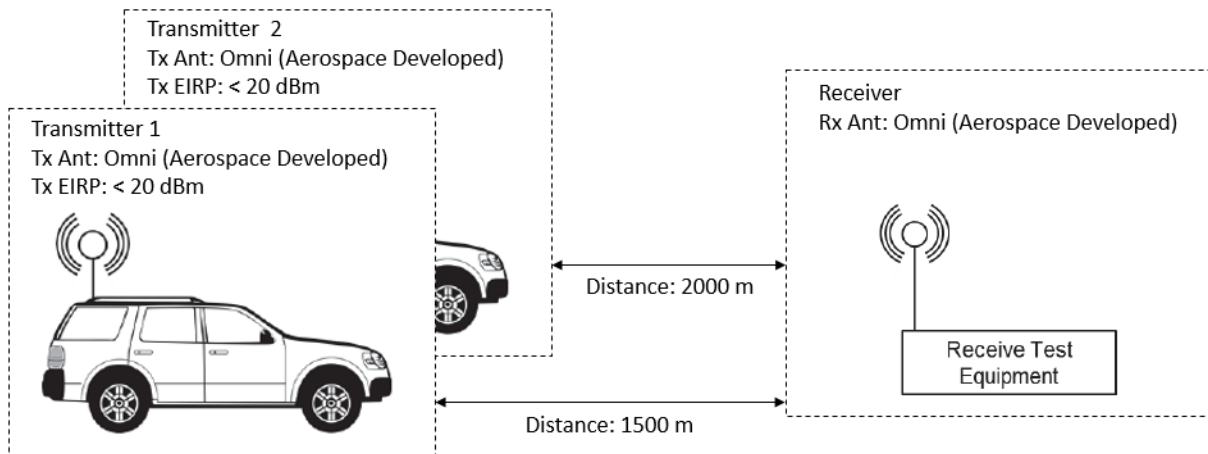 Transmitter 2
Tx Ant: Omni (Aerospace Developed)
Tx EIRP: < 20 dBm
Transmitter 1
Tx Ant: Omni (Aerospace Developed)
Tx EIRP: < 20 dBm
Receiver
Rx Ant: Omni (Aerospace Developed)
Distance: 2000 m
Receive Test
Equipment
Distance: 1500 m